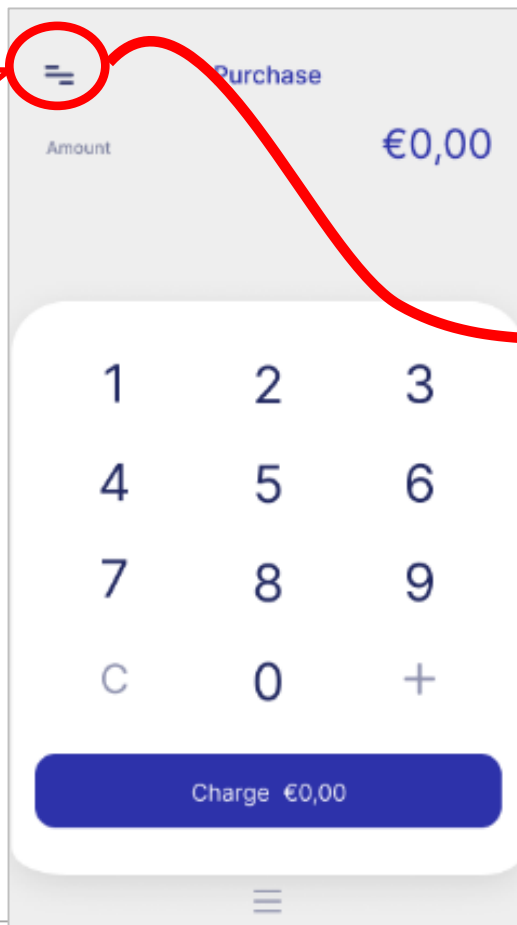 Purchase
Amount €0,00
1 2 3
4 5 6
7 8 9
C 0 +
Charge €0,00